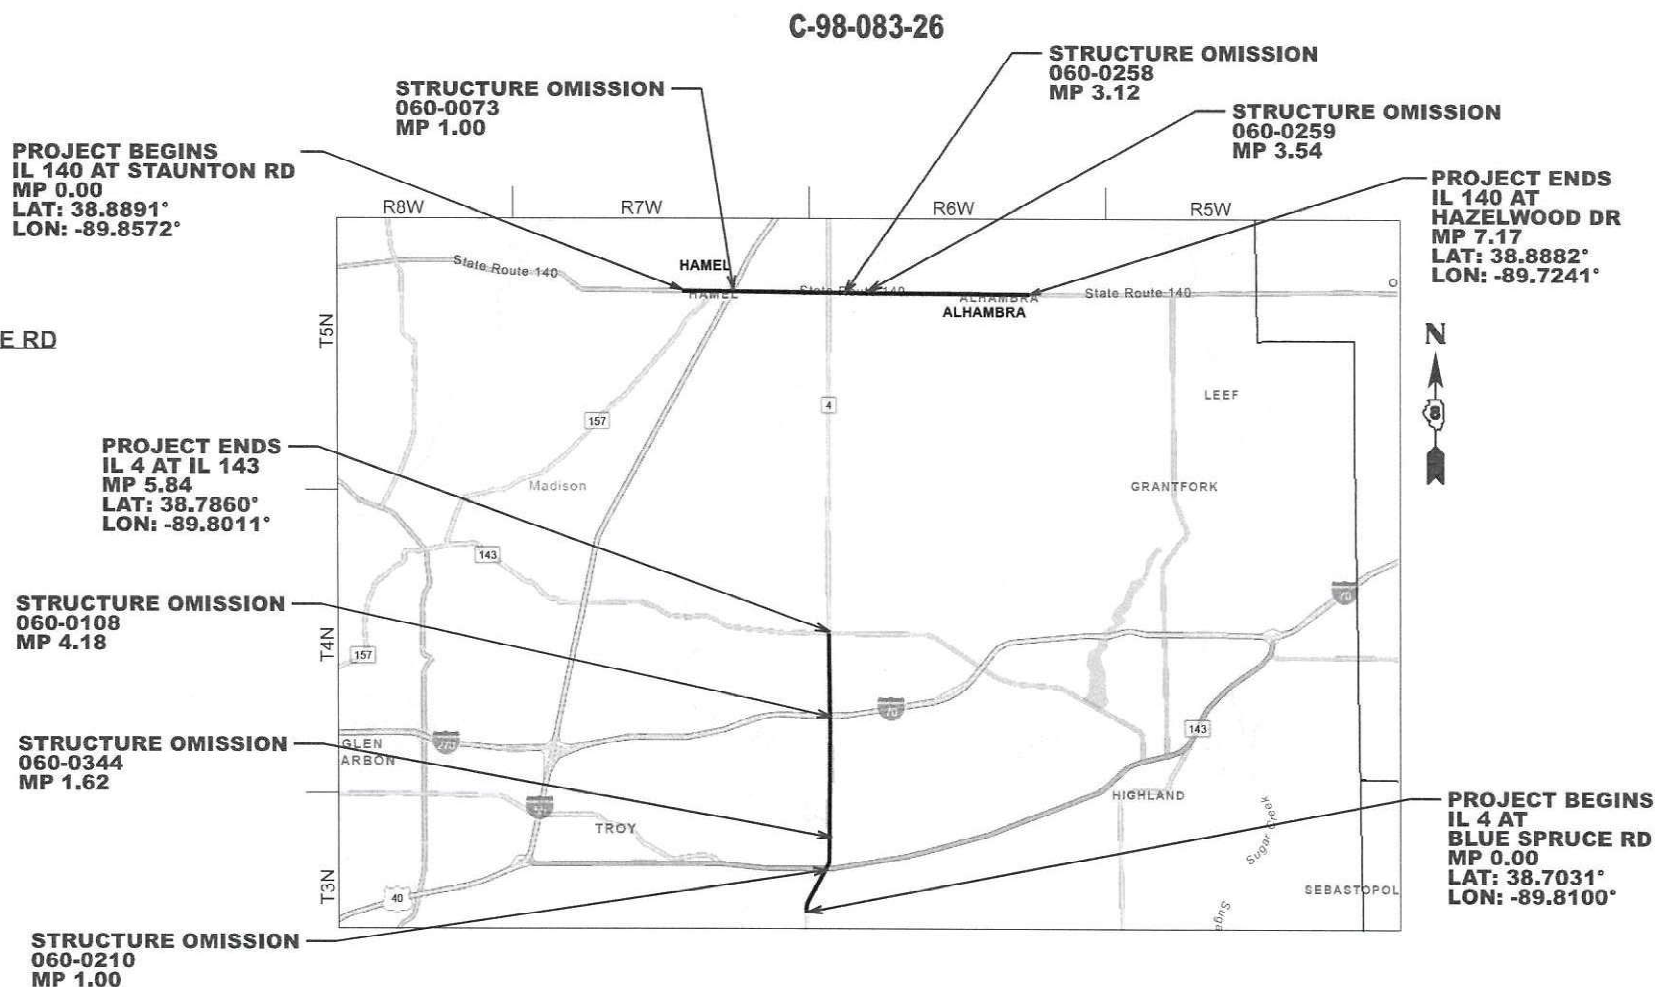 C-98-083-26
STRUCTURE OMISSION
060-0258
MP 3.12
STRUCTURE OMISSION
060-0073
MP 1.00
STRUCTURE OMISSION
060-0259
MP 3.54
PROJECT BEGINS
IL 140 AT STAUNTON RD
MP 0.00
LAT: 38.8891°
LON: -89.8572°
PROJECT ENDS
IL 140 AT
HAZELWOOD DR
MP 7.17
LAT: 38.8882°
LON: -89.7241°
R8W
R7W
R6W
R5W
State Route 140
HAMEL
HAMEL
State Route 140
ALHAMBRA
ALHAMBRA
State Route 140
O
T5N
E RD
N
8
LEEF
4
157
PROJECT ENDS
IL 4 AT IL 143
MP 5.84
LAT: 38.7860°
LON: -89.8011°
Madison
GRANTFORK
143
70
STRUCTURE OMISSION
060-0108
MP 4.18
T4N
157
70
143
STRUCTURE OMISSION
060-0344
MP 1.62
GLEN
ARBON
270
HIGHLAND
PROJECT BEGINS
IL 4 AT
BLUE SPRUCE RD
MP 0.00
LAT: 38.7031°
LON: -89.8100°
TROY
Sugar Creek
T3N
40
SEBASTOPOL
Suga
STRUCTURE OMISSION
060-0210
MP 1.00